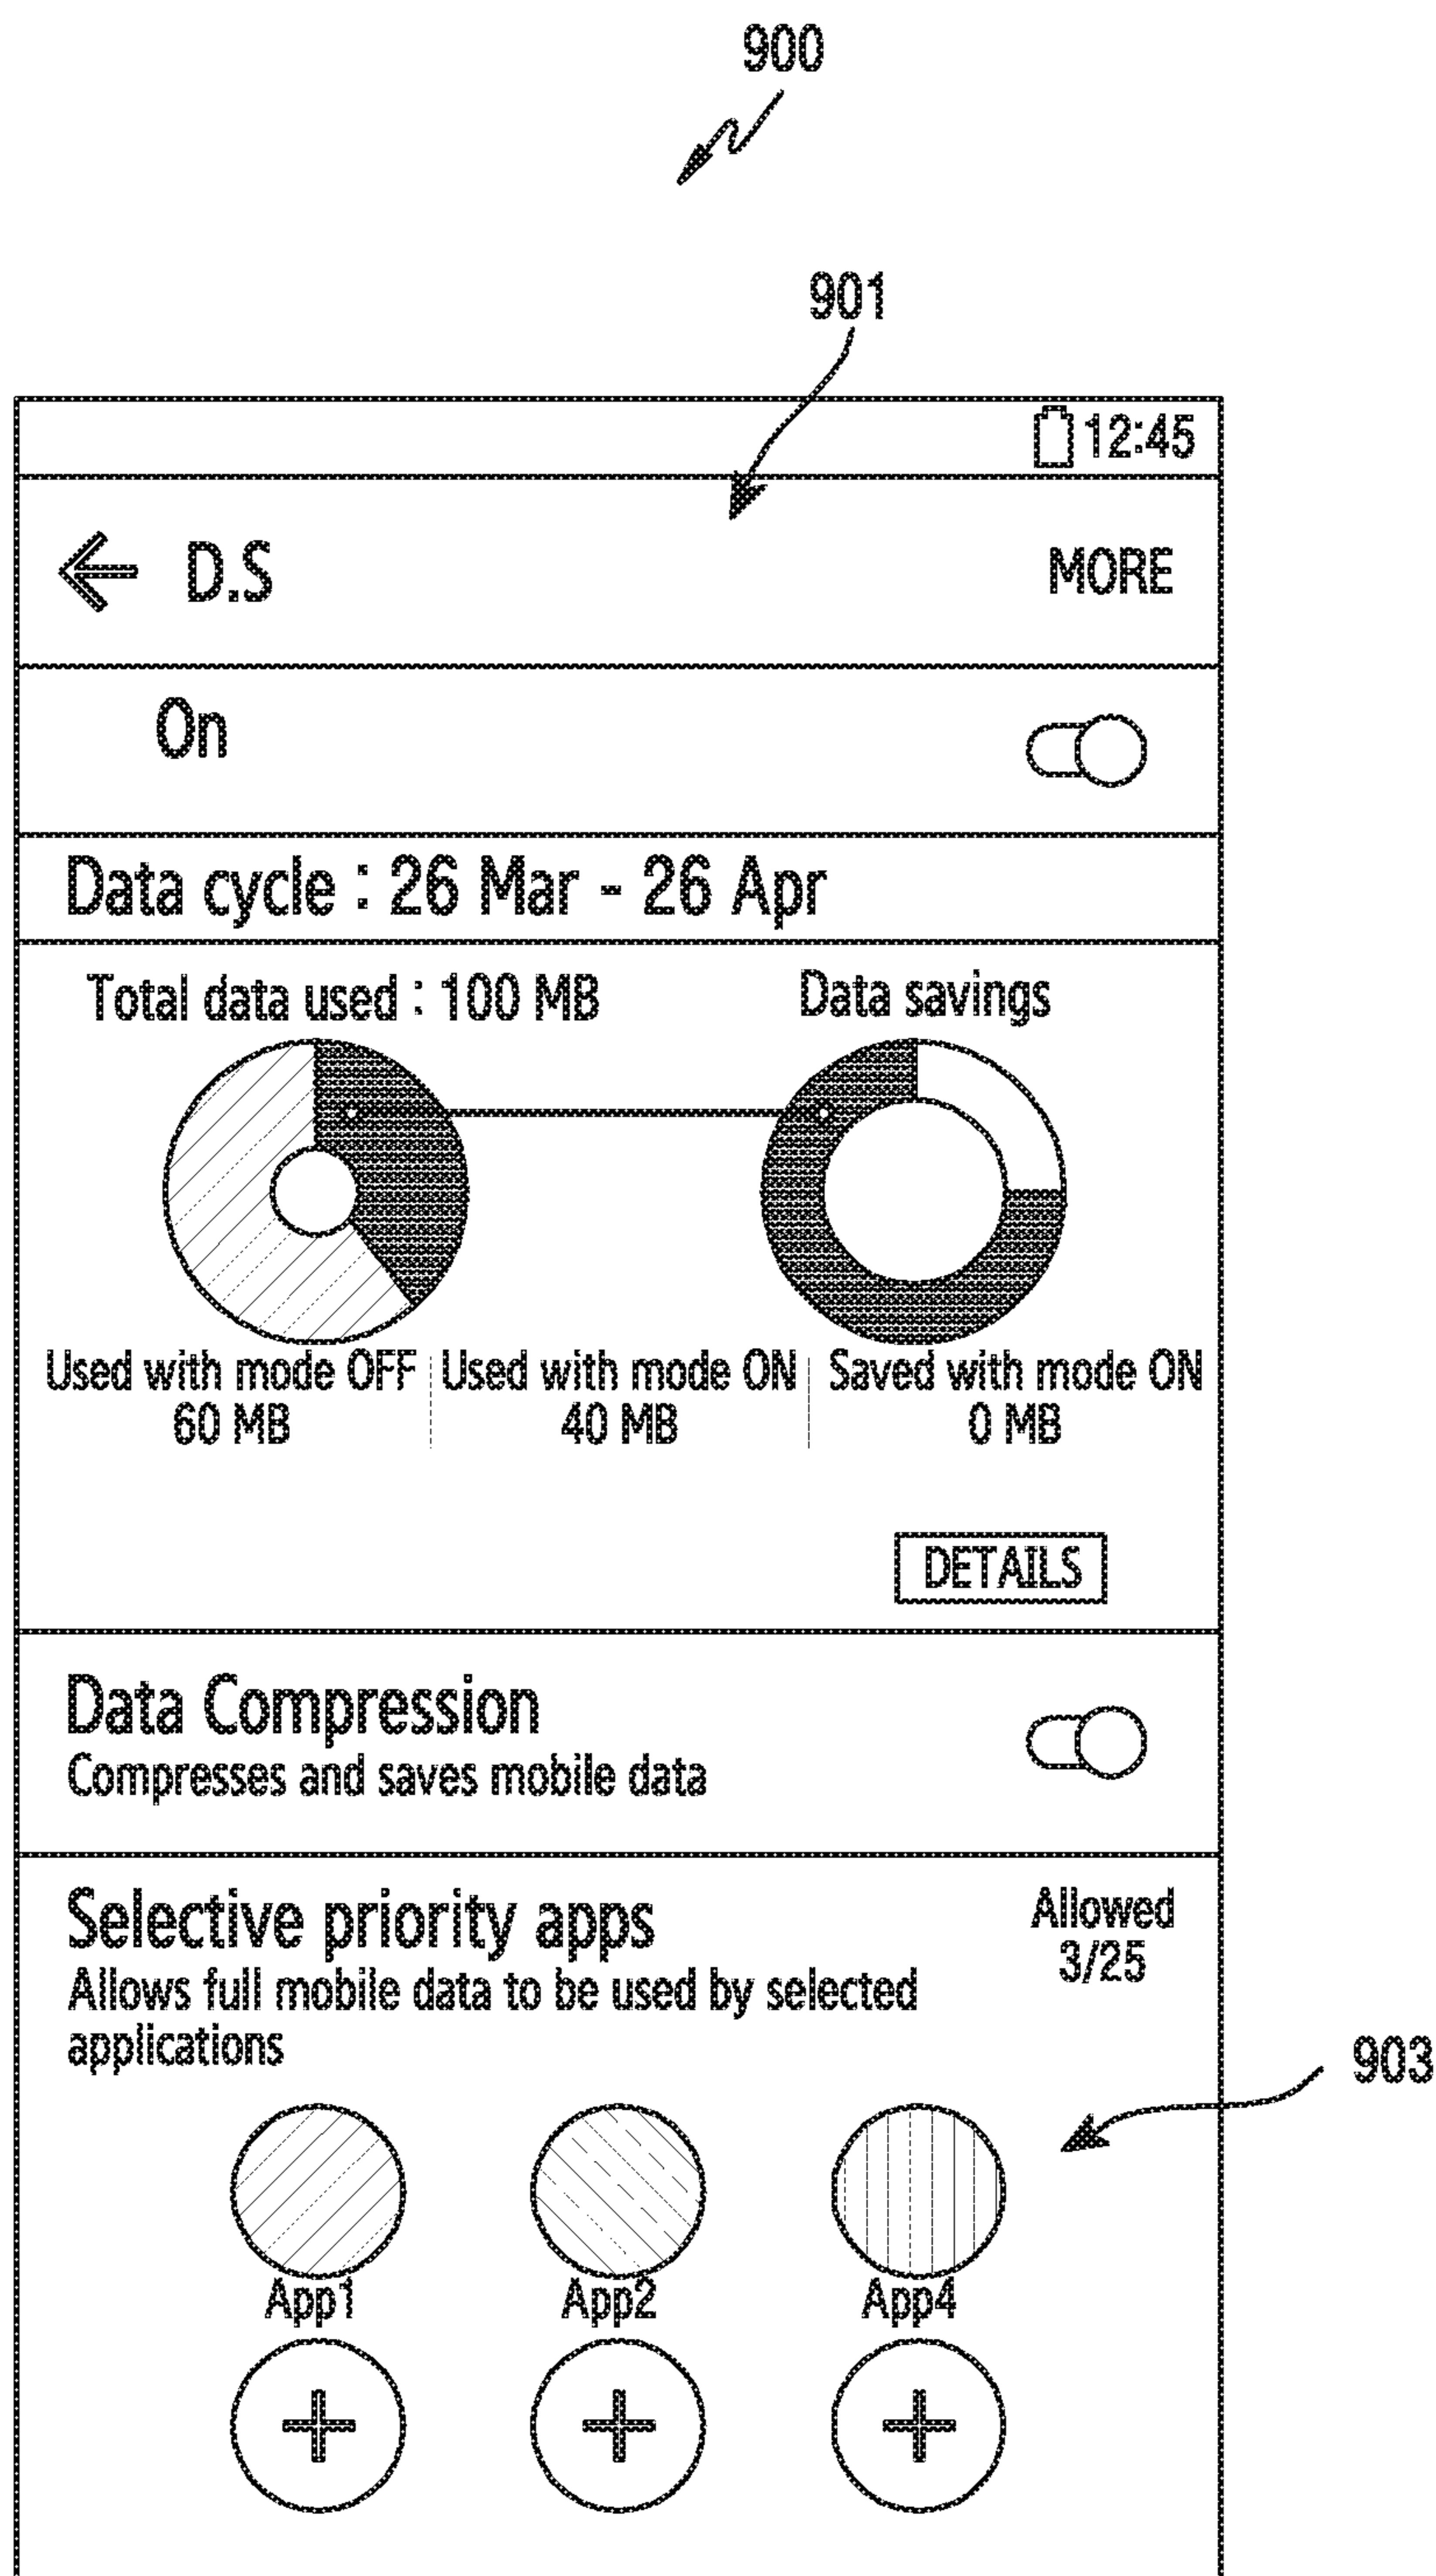 900
901
12:45
D.S MORE
On
Data cycle : 26 Mar - 26 Apr
Total data used : 100 MB
Data savings
Used with mode OFF
60 MB
Used with mode ON
40 MB
Saved with mode ON
0 MB
DETAILS
Data Compression
Compresses and saves mobile data
Selective priority apps
Allowed
3/25
Allows full mobile data to be used by selected
applications
903
App1 App2 App4